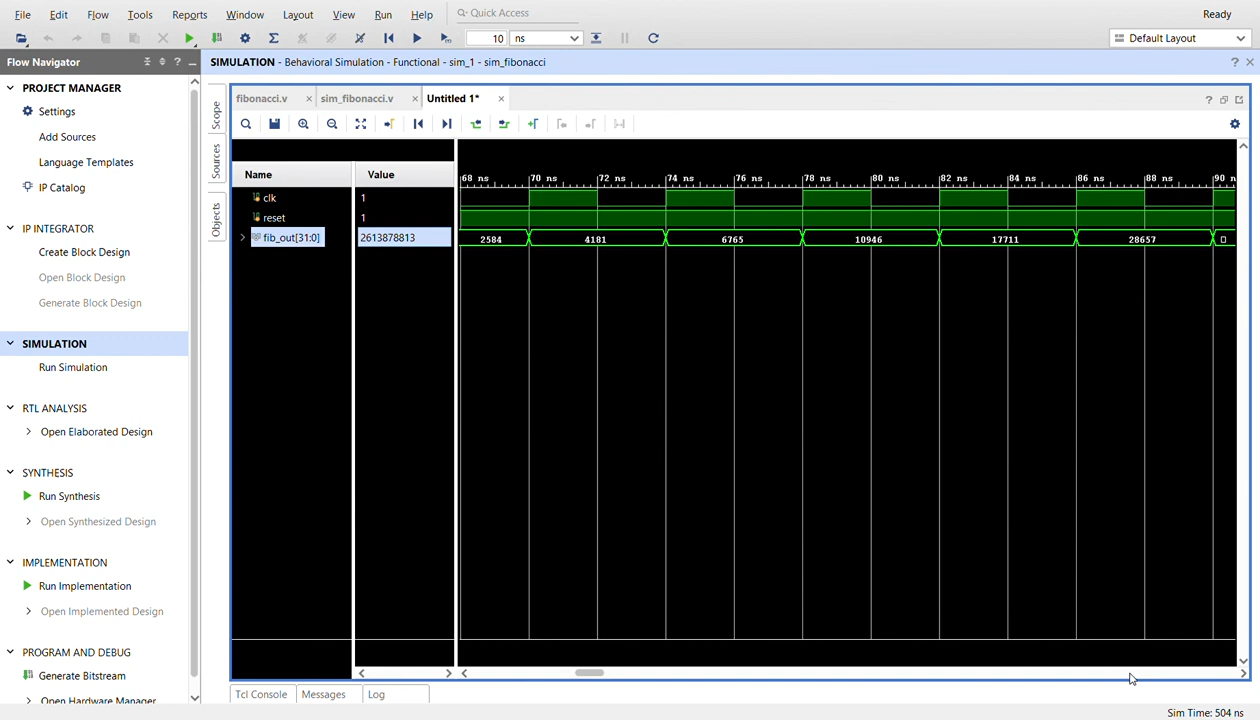 File Edit Flow Tools Reports Window Layout View Run Help Quick Access Ready
10 ns Default Layout
Flow Navigator ? SIMULATION - Behavioral Simulation - Functional - sim_1 - sim_fibonacci ?
PROJECT MANAGER
Settings
Add Sources
Language Templates
IP Catalog
IP INTEGRATOR
Create Block Design
Open Block Design
Generate Block Design
SIMULATION
Run Simulation
RTL ANALYSIS
Open Elaborated Design
SYNTHESIS
Run Synthesis
Open Synthesized Design
IMPLEMENTATION
Run Implementation
Open Implemented Design
PROGRAM AND DEBUG
Generate Bitstream
Open Hardware Manager
Scope
Sources
Objects
fibonacci.v sim_fibonacci.v Untitled 1* ?
Name Value
68 ns 70 ns 72 ns 74 ns 76 ns 78 ns 80 ns 82 ns 84 ns 86 ns 88 ns 90 n
clk 1
reset 1
fib_out[31:0] 2613878813 2584 4181 6765 10946 17711 28657
Tcl Console Messages Log
Sim Time: 504 ns